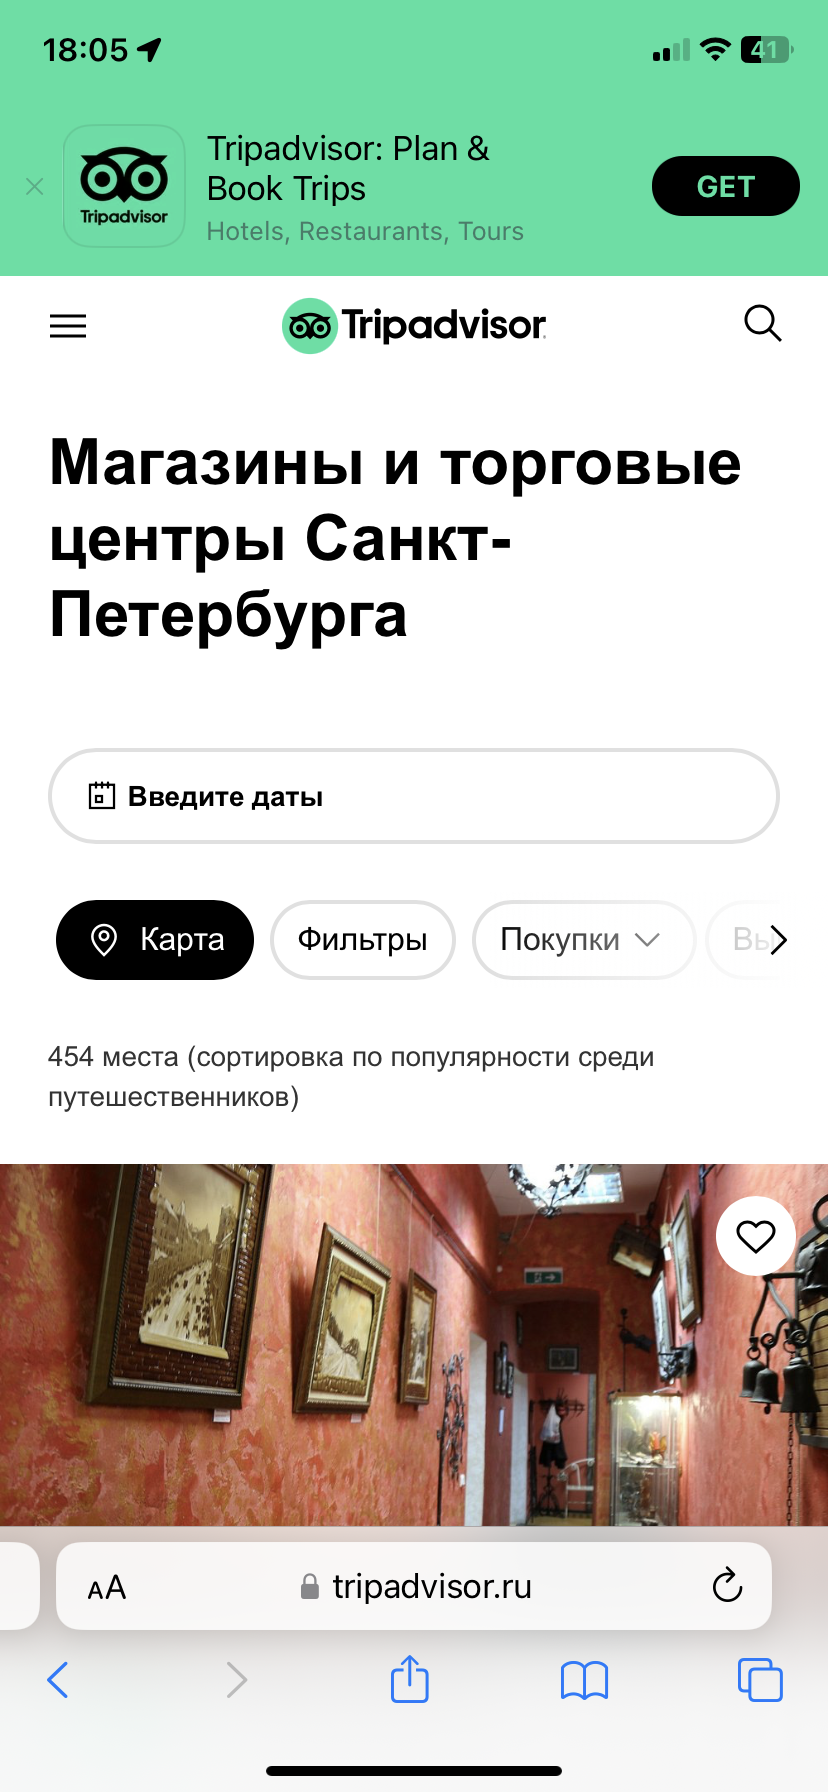 18:05
41
Tripadvisor: Plan &
Book Trips
Hotels, Restaurants, Tours
Tripadvisor
GET
Tripadvisor
Магазины и торговые
центры Санкт-
Петербурга
Введите даты
Карта
Фильтры
Покупки
Вы
454 места (сортировка по популярности среди
путешественников)
AA
tripadvisor.ru